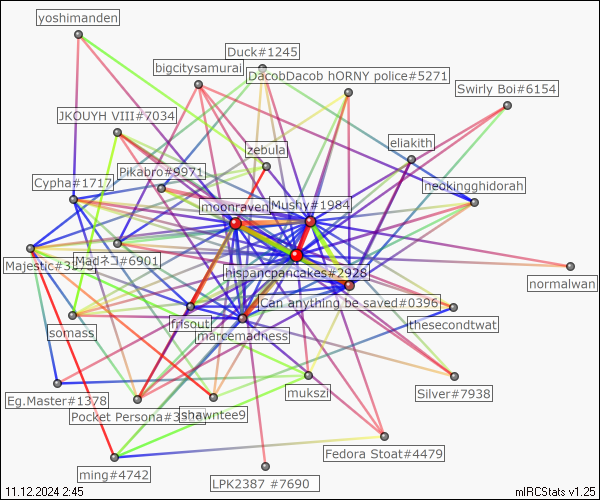 yoshimanden
Duck#1245
bigcitysamurai
DacobDacob hORNY police#5271
Swirly Boi#6154
JKOUYH VIII#7034
zebula
eliakith
Pikabro#9971
Cypha#1717
neokingghidorah
moonraven
Mushy#1984
Madネコ#6901
Majestic#3275
hispancpancakes#2928
normalwan
Can anything be saved#0396
somass
frisout
marcemadness
thesecondtwat
Eg.Master#1378
mukszi
Silver#7938
Pocket Persona#3
shawntee9
Fedora Stoat#4479
ming#4742
LPK2387 #7690
11.12.2024 2:45
mIRCStats v1.25